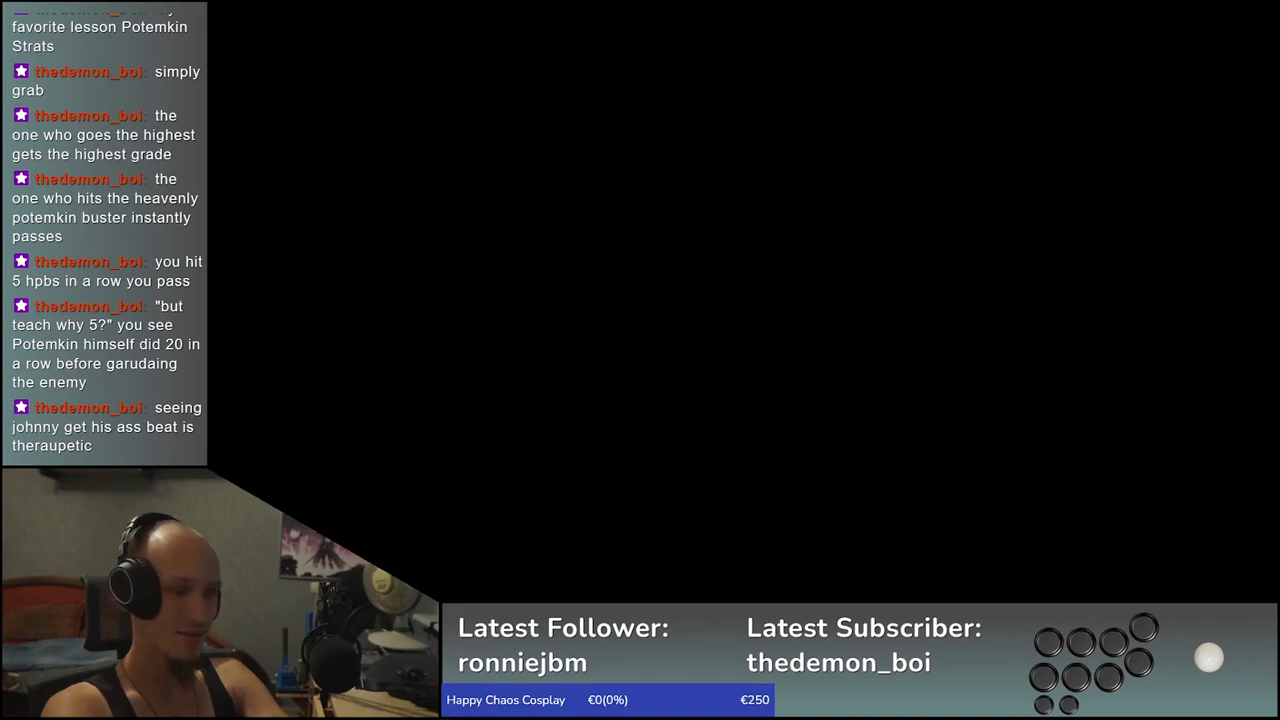 favorite lesson Potemkin
Strats
thedemon_boi: simply
grab
thedemon_boi: the
one who goes the highest
gets the highest grade
thedemon_boi: the
one who hits the heavenly
potemkin buster instantly
passes
thedemon_boi: you hit
5 hpbs in a row you pass
thedemon_boi: "but
teach why 5?" you see
Potemkin himself did 20 in
a row before garudaing
the enemy
thedemon_boi: seeing
johnny get his ass beat is
theraupetic
Latest Follower:
ronniejbm
Latest Subscriber:
thedemon_boi
Happy Chaos Cosplay €0(0%) €250